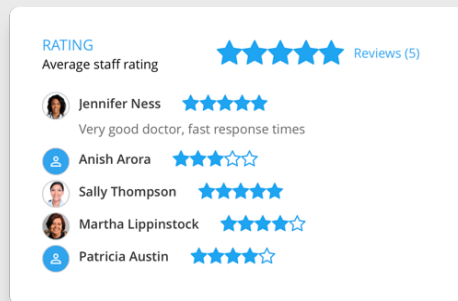 RATING
Average staff rating
Reviews (5)
Jennifer Ness
Very good doctor, fast response times
Anish Arora
Sally Thompson
Martha Lippinstock
Patricia Austin